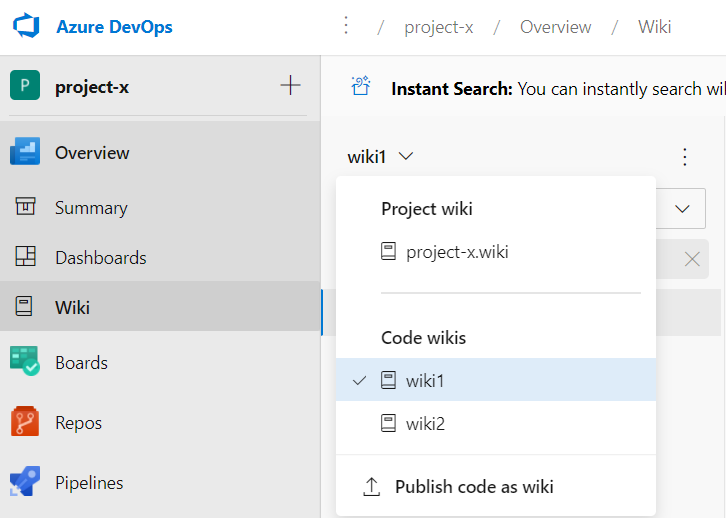 Azure DevOps
project-x / Overview / Wiki
P project-x
Instant Search: You can instantly search wi
Overview
Summary
Dashboards
Wiki
Boards
Repos
Pipelines
wiki1
Project wiki
project-x.wiki
Code wikis
wiki1
wiki2
Publish code as wiki